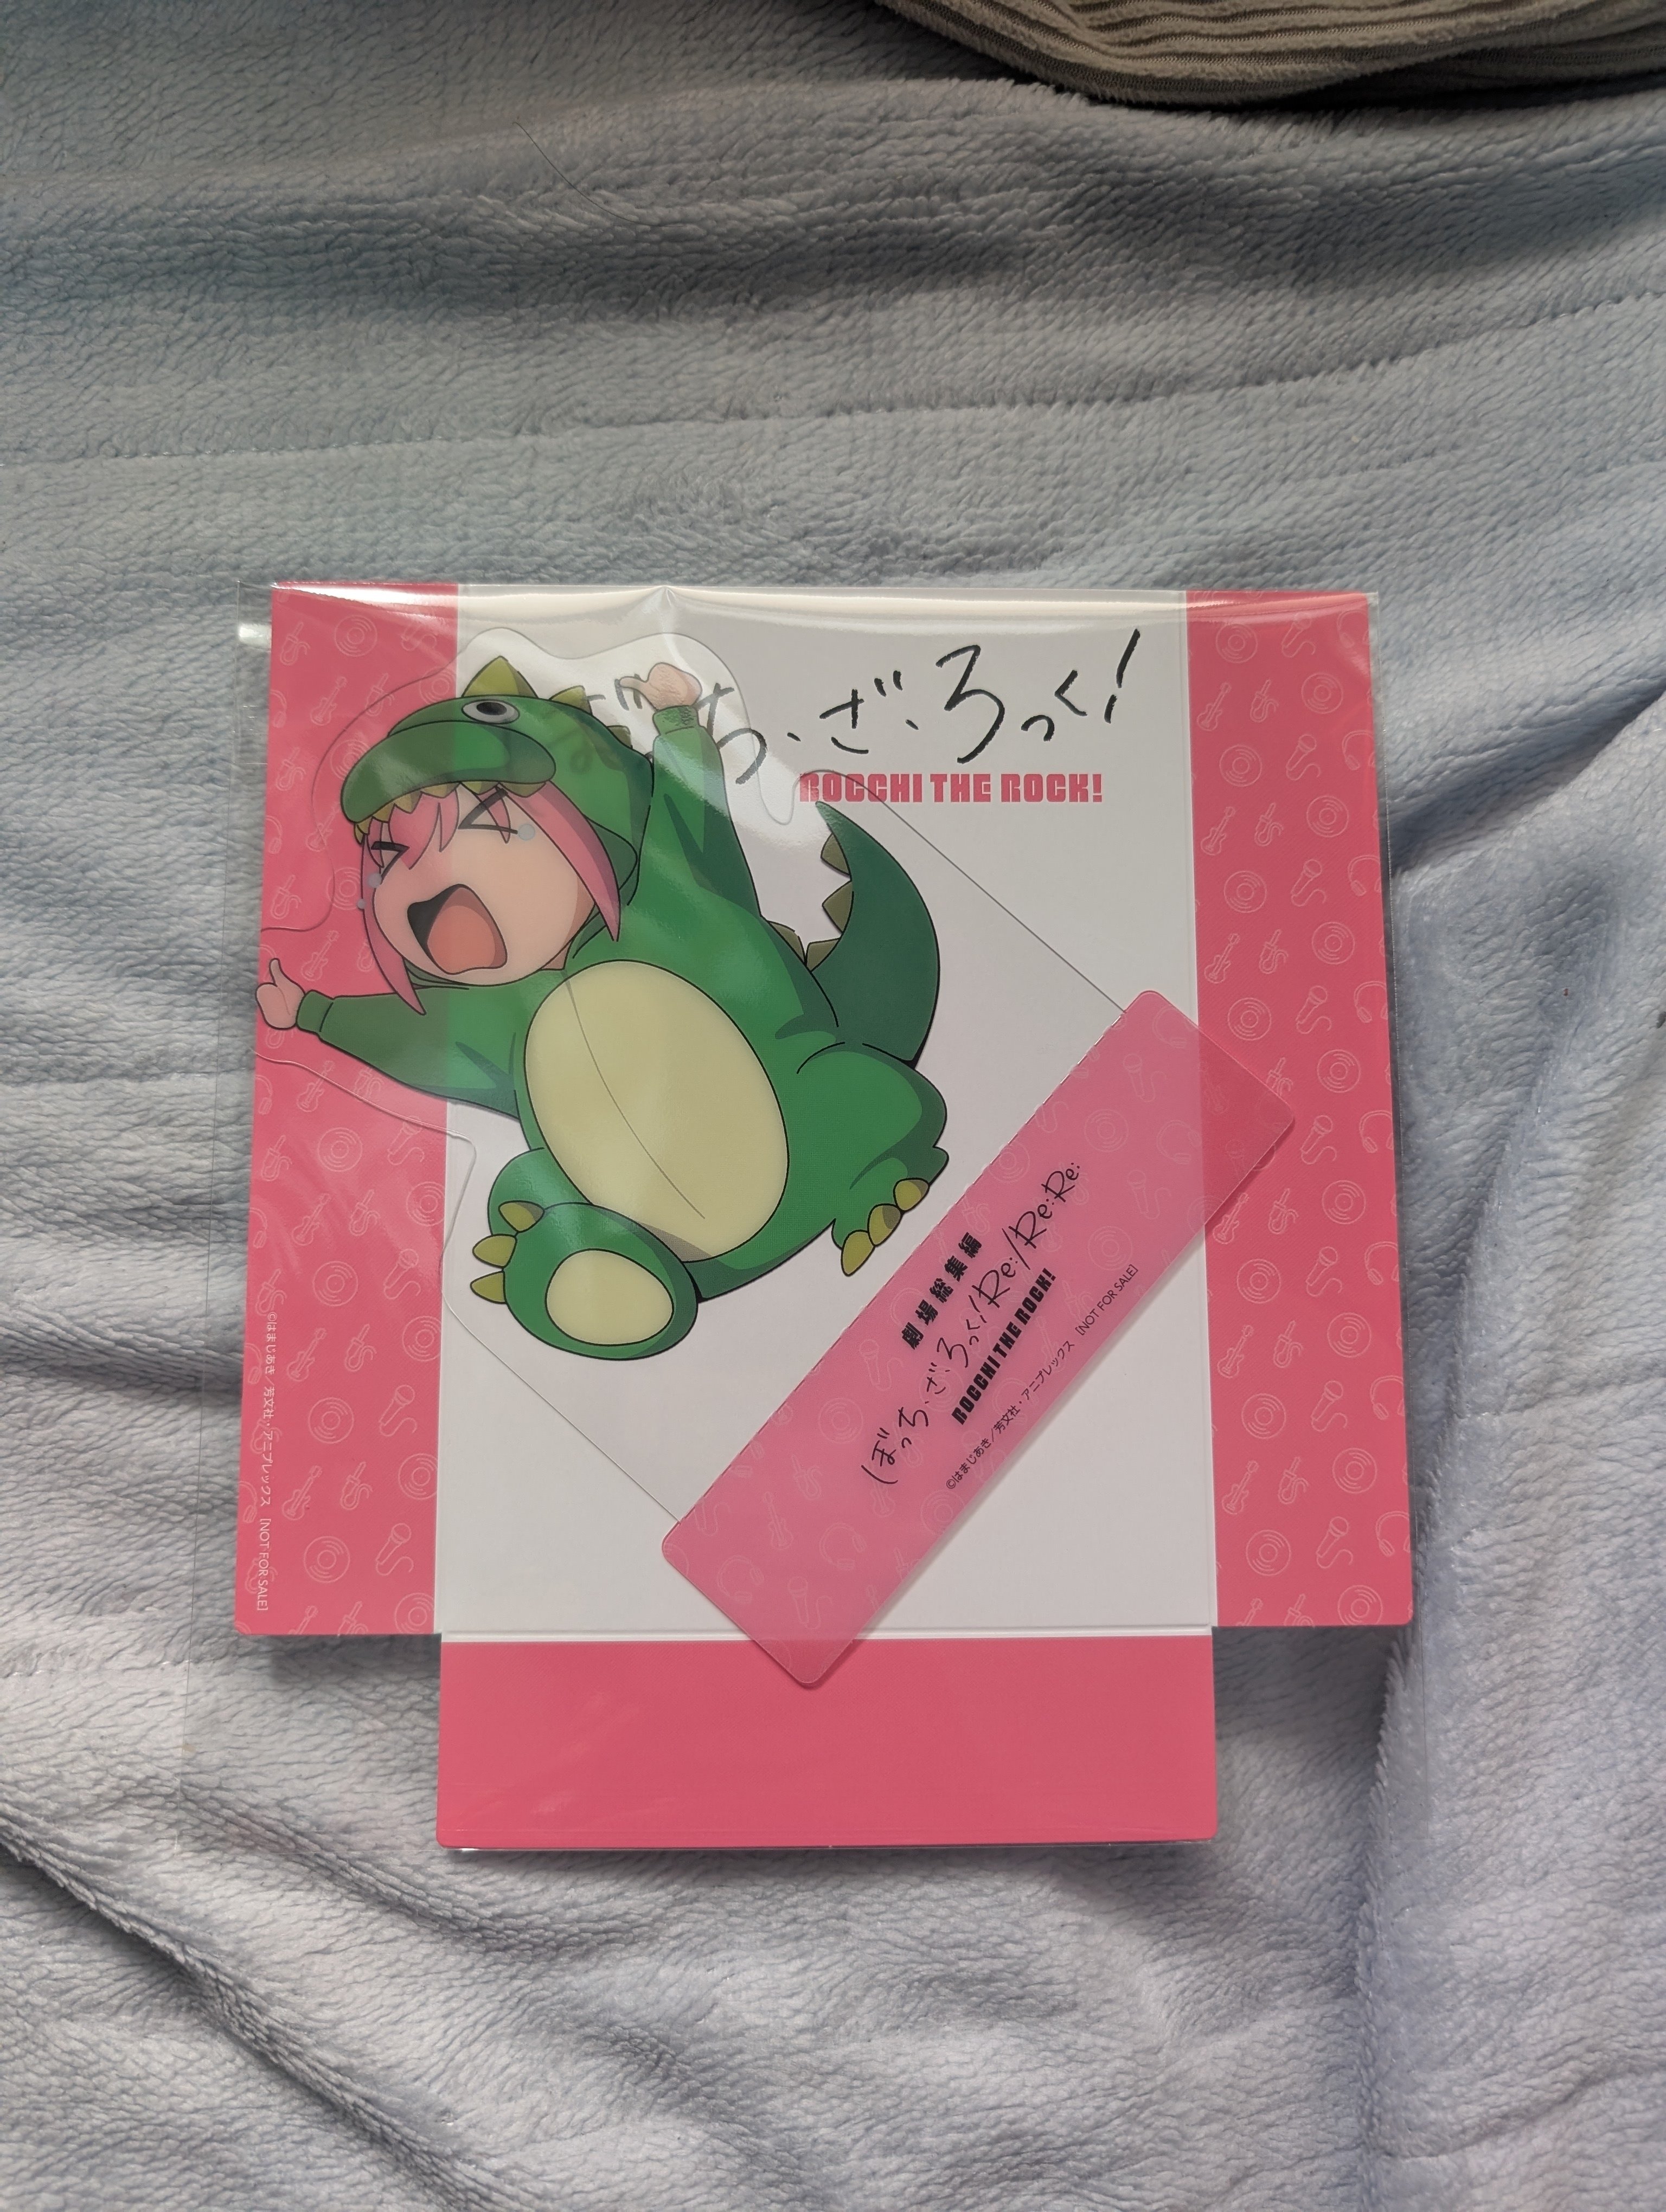 ぼっち・ざ・ろっく!
BOCCHI THE ROCK!
劇場総集編
ぼっち・ざ・ろっく!Re:/Re:Re:
BOCCHI THE ROCK!
©はまじあき/芳文社・アニプレックス [NOT FOR SALE]
©はまじあき/芳文社・アニプレックス [NOT FOR SALE]